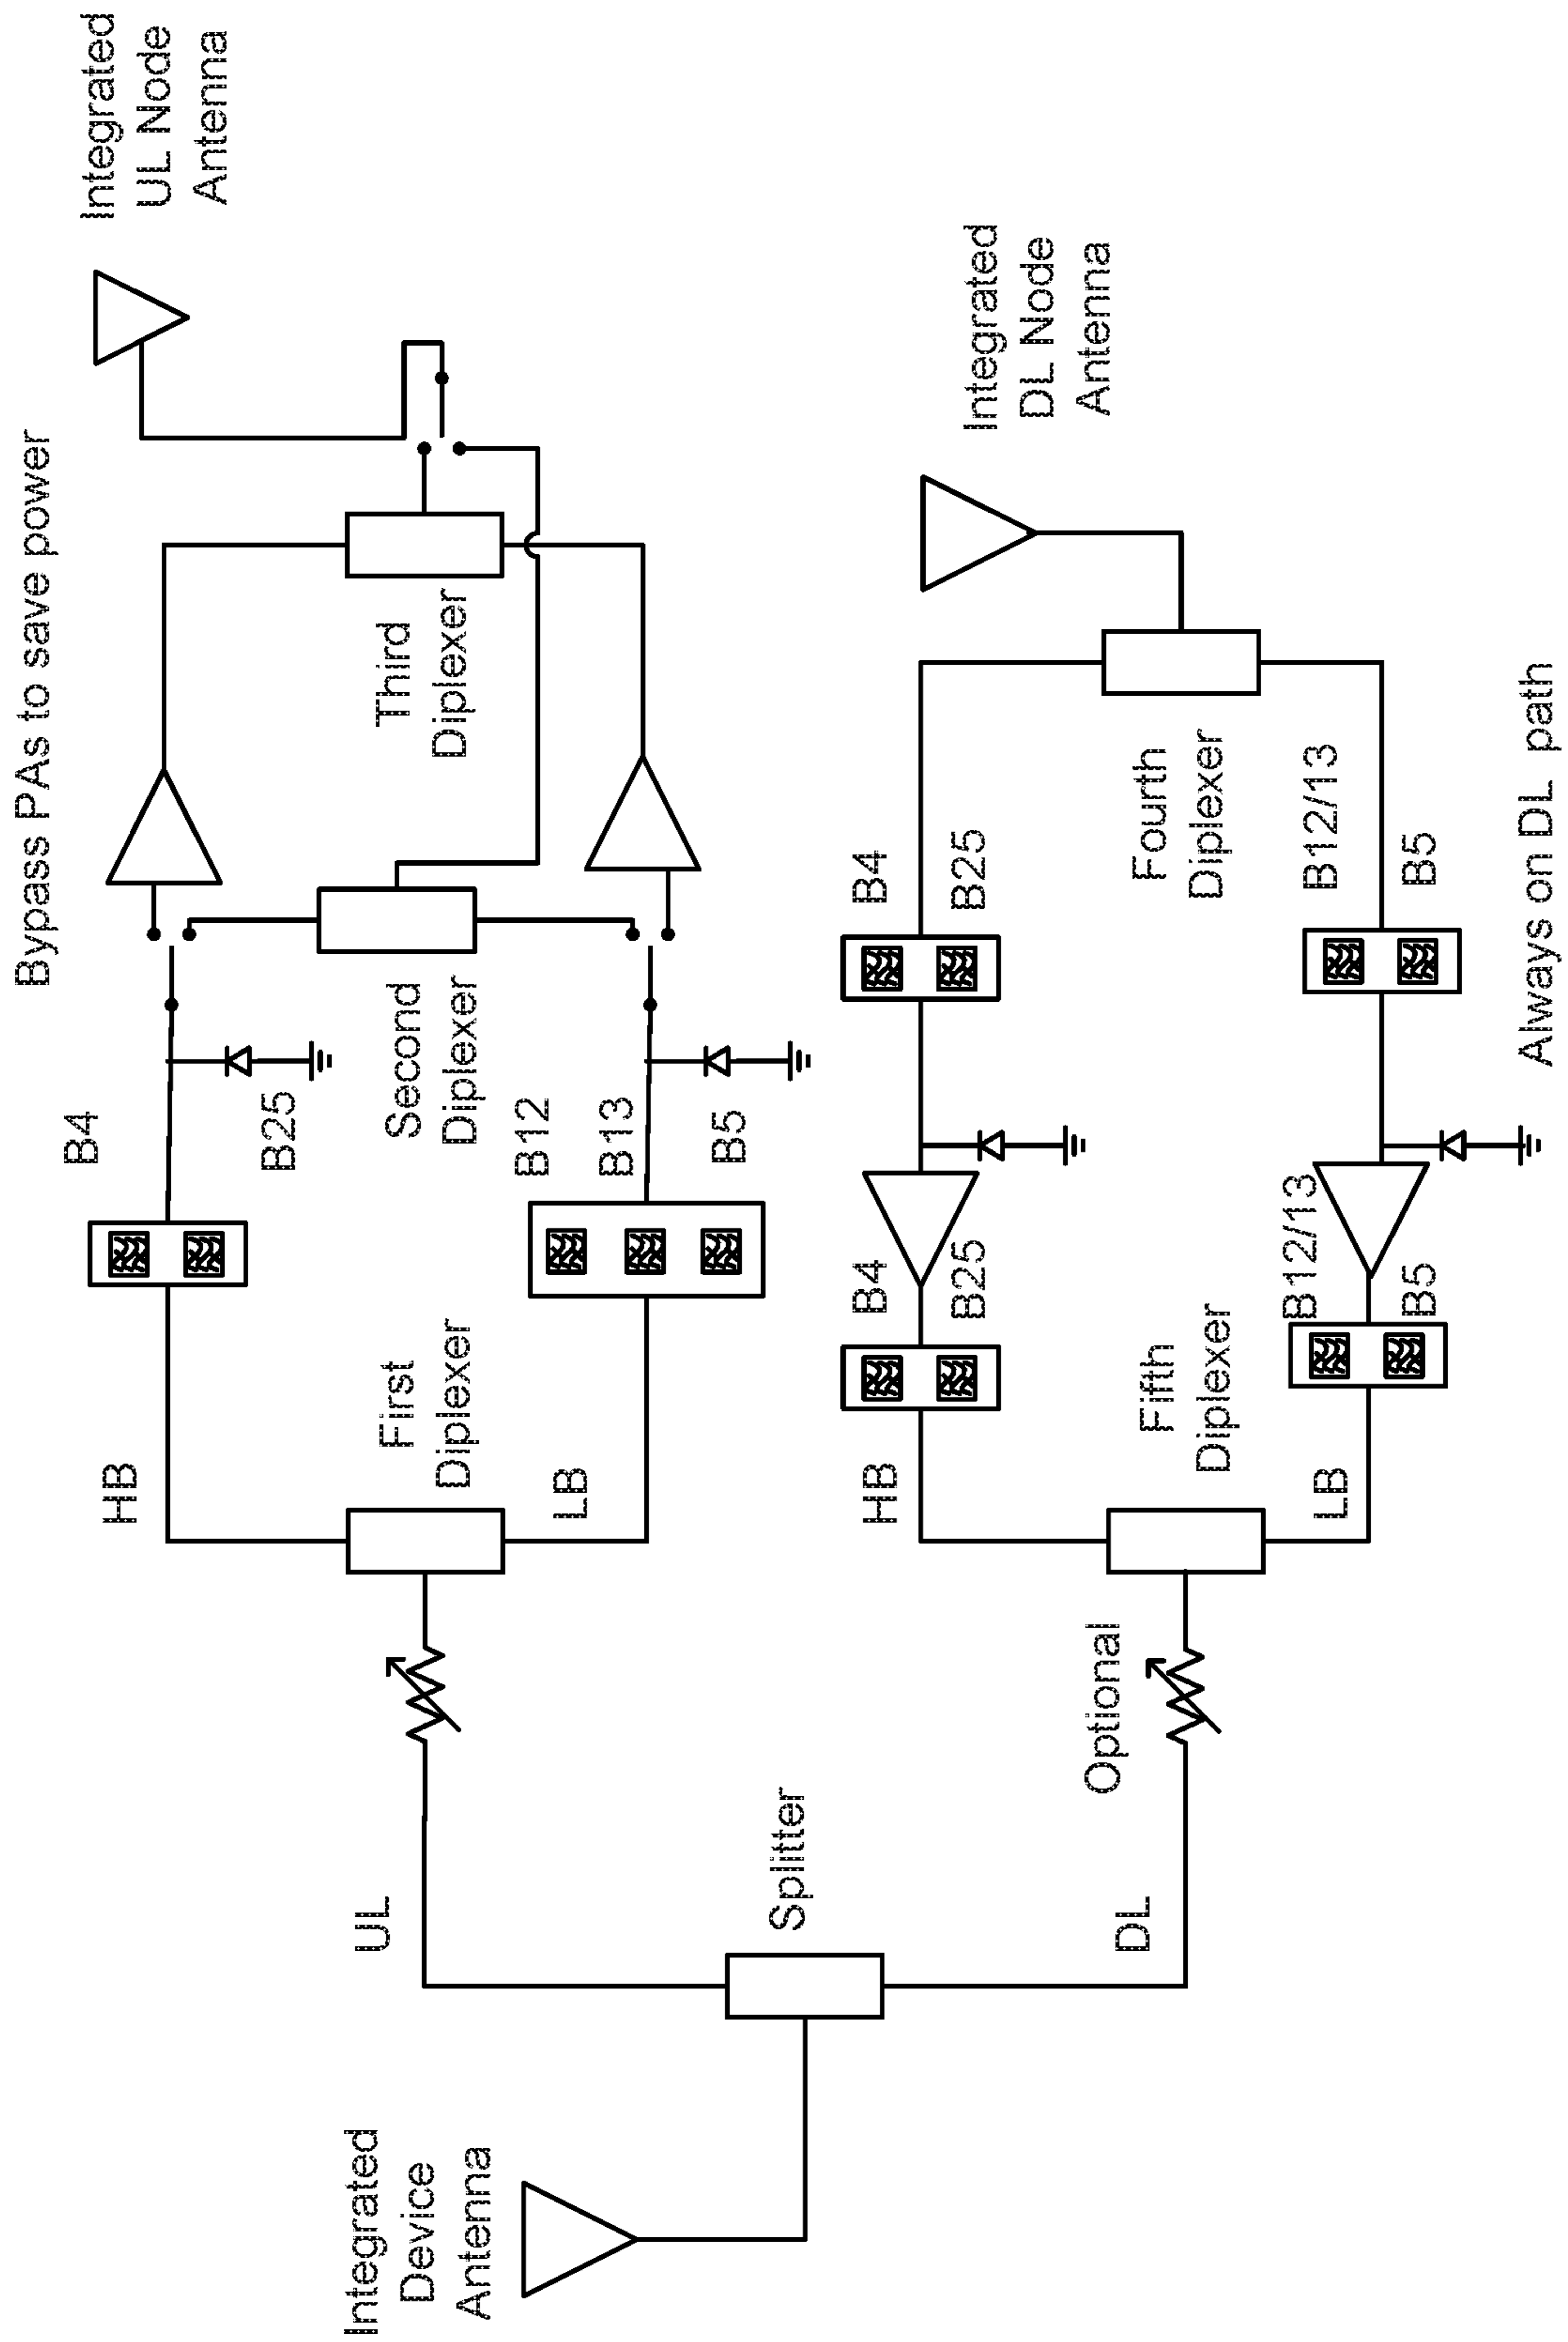 Bypass PAs to save power
Integrated
UL Node
Antenna
B4
B25
Third
Diplexer
Second
Diplexer
B12
B13
B5
HB
First
Diplexer
LB
UL
Integrated
Device
Antenna
Splitter
Integrated
DL Node
Antenna
B4
B25
B4
B25
Fourth
Diplexer
HB
Fifth
Diplexer
DL
Optional
LB
B12/13
B5
B12/13
B5
Always on DL path